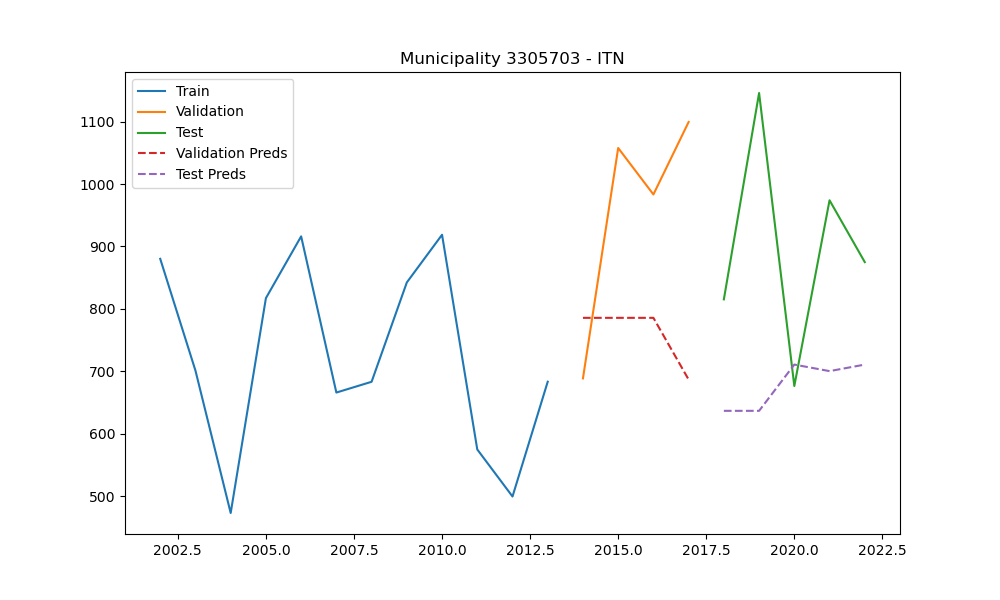 Municipality 3305703 - ITN
Train
Validation
Test
Validation Preds
Test Preds
1100
1000
900
800
700
600
500
2002.5 2005.0 2007.5 2010.0 2012.5 2015.0 2017.5 2020.0 2022.5